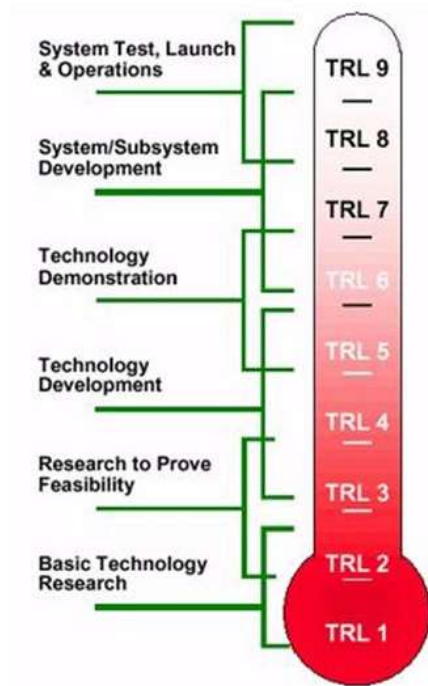 System Test, Launch
& Operations
System/Subsystem
Development
Technology
Demonstration
Technology
Development
Research to Prove
Feasibility
Basic Technology
Research
TRL 9
TRL 8
TRL 7
TRL 6
TRL 5
TRL 4
TRL 3
TRL 2
TRL 1